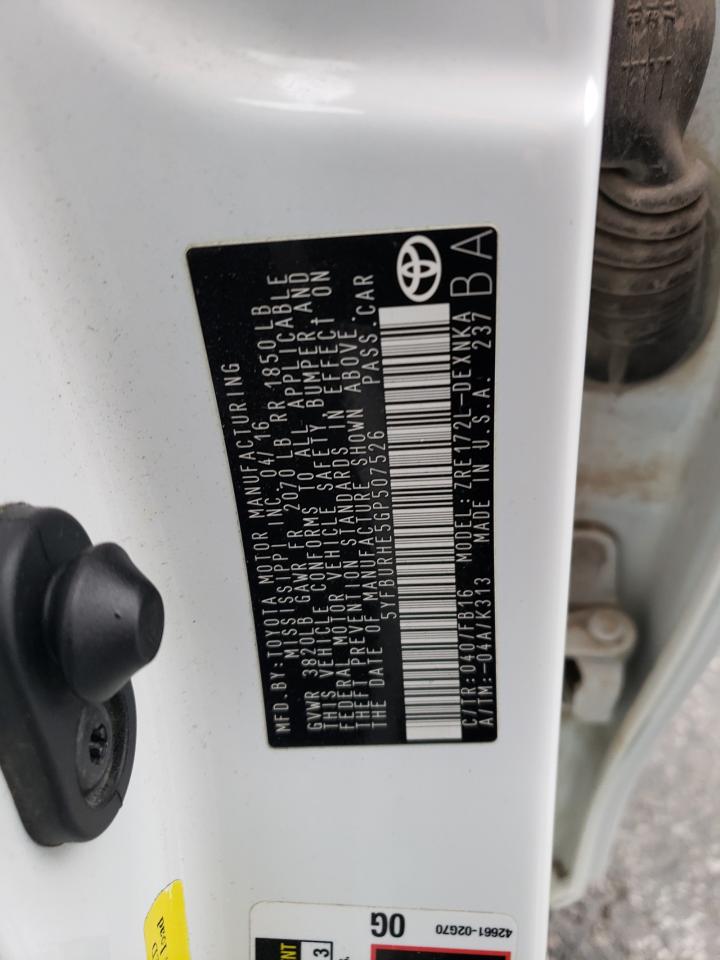 MFD.BY:TOYOTA MOTOR MANUFACTURING
MISSISSIPPI INC. 04/16
GVWR 3820LB GAWR FR 2070 LB RR 1850 LB
THIS VEHICLE CONFORMS TO ALL APPLICABLE
FEDERAL MOTOR VEHICLE SAFETY, BUMPER, AND
THEFT PREVENTION STANDARDS IN EFFECT ON
THE DATE OF MANUFACTURE SHOWN ABOVE.
5YFBURHE5GP507526 PASS.CAR
C/TR:040/FB16 MODEL:ZRE172L-DEXNKA
A/TM:-04A/K313 MADE IN U.S.A. 237
BA
42661-02G70
0G
3
Load